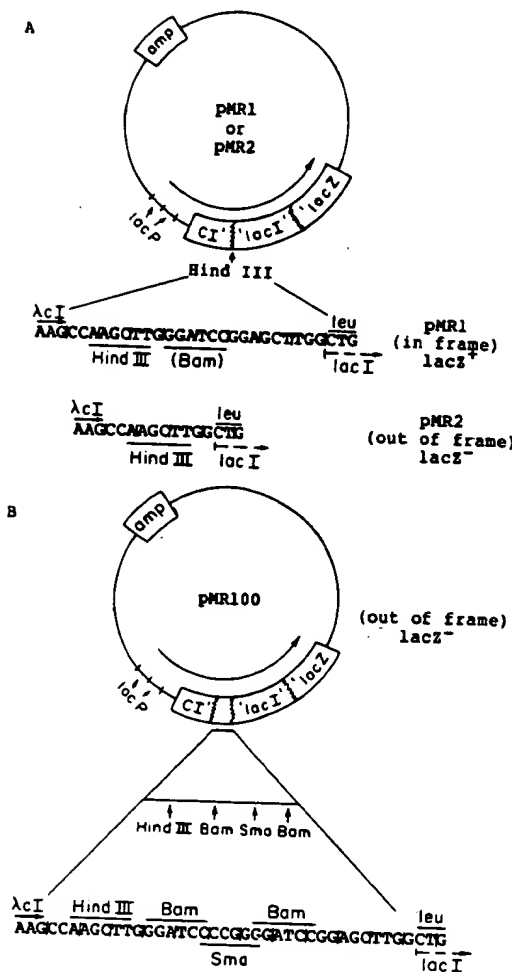 A
amp
pMR1
or
pMR2
lacP
CI'
'lacI'
'lacZ
Hind III
λcI
leu
AAGCCAAGCTTGGGATCCGGAGCTTGGCTG
Hind III
(Bam)
lacI
pMR1
(in frame)
lacZ⁺
λcI
leu
AAGCCAAGCTTGGCTG
Hind III
lacI
pMR2
(out of frame)
lacZ⁻
B
amp
pMR100
(out of frame)
lacZ⁻
lacP
CI'
'lacI'
'lacZ
Hind III Bam Sma Bam
λcI
Hind III
Bam
Bam
leu
AAGCCAAGCTTGGGATCCCCGGGGATCCGGAGCTTGGCTG
Sma
lacI